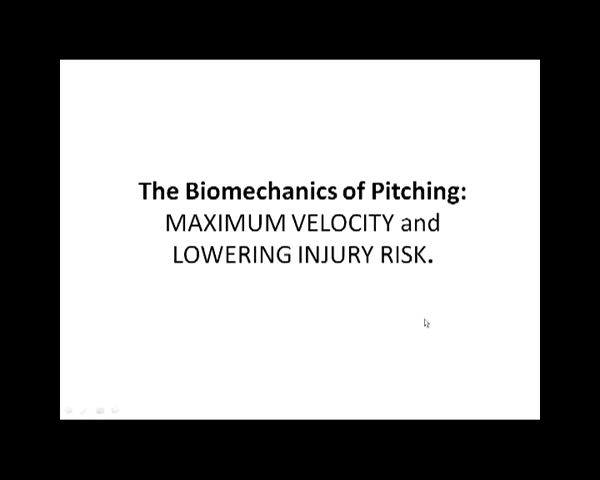 The Biomechanics of Pitching:
MAXIMUM VELOCITY and
LOWERING INJURY RISK.